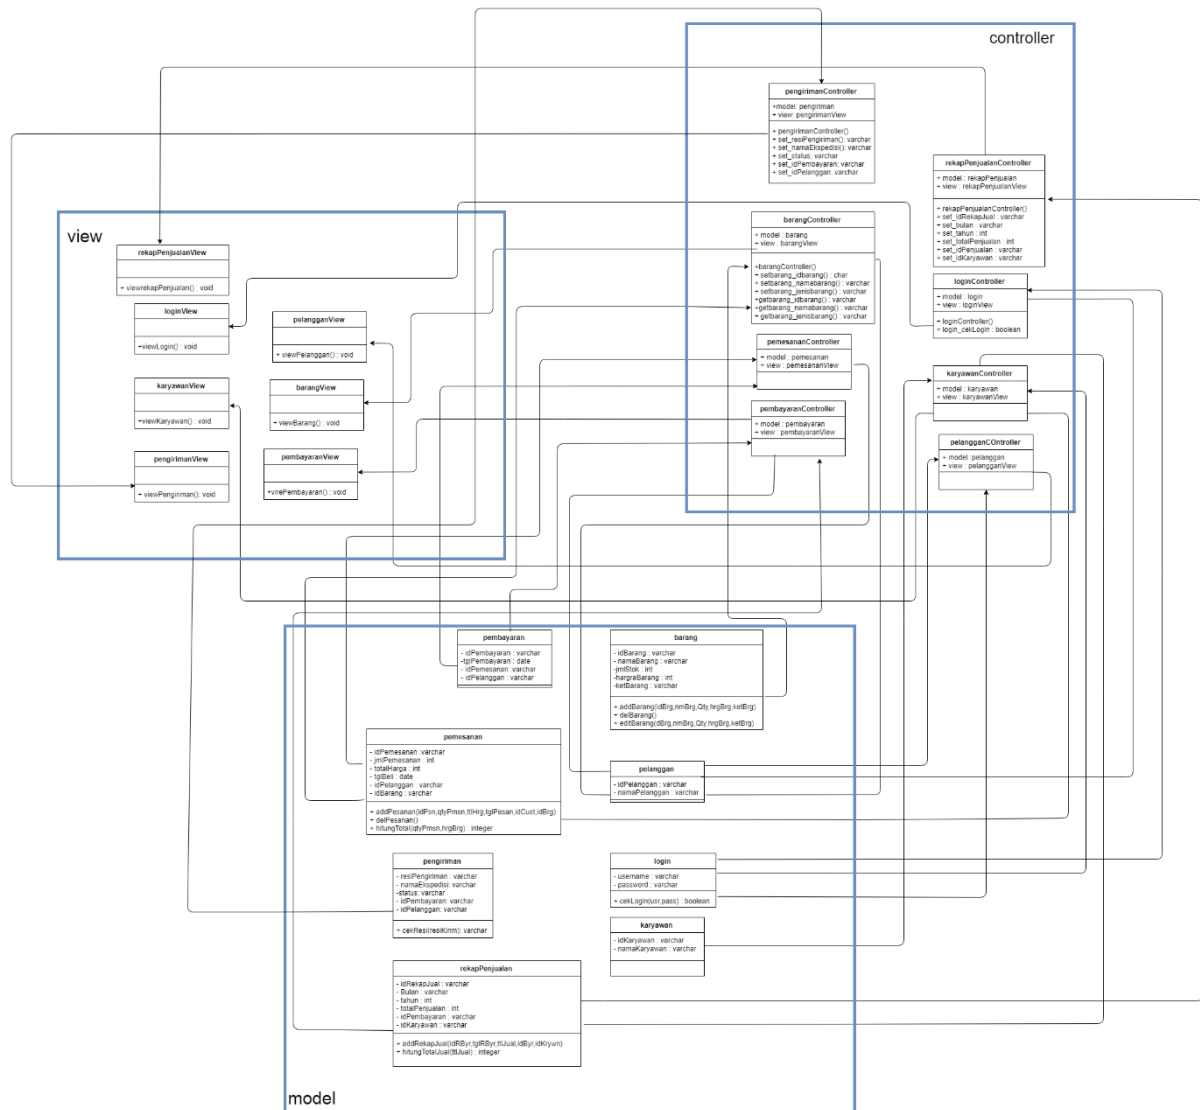 controller
pengirimanController
+model: pengiriman
+ view: pengirimanView
+ pengirimanController()
+ set_resiPengiriman(): varchar
+ set_namaEkspedisi(): varchar
+ set_status: varchar
+ set_idPembayaran: varchar
+ set_idPelanggan: varchar
rekapPenjualanController
+ model : rekapPenjualan
+ view : rekapPenjualanView
+ rekapPenjualanController()
+ set_idRekapJual : varchar
+ set_bulan : varchar
+ set_tahun : int
+ set_totalPenjualan : int
+ set_idPenjualan : varchar
+ set_idKaryawan : varchar
barangController
+ model : barang
+ view : barangView
+barangController()
+ setbarang_idbarang() : char
+ setbarang_namabarang() : varchar
+ setbarang_jenisbarang() : varchar
+getbarang_idbarang() : varchar
+getbarang_namabarang() : varchar
+ getbarang_jenisbarang() : varchar
loginController
+ model : login
+ view : loginView
+ loginController()
+ login_cekLogin : boolean
pemesananController
+ model : pemesanan
+ view : pemesananView
karyawanController
+ model : karyawan
+ view : karyawanView
pembayaranController
+ model : pembayaran
+ view : pembayaranView
pelangganCOntroller
+ model :pelanggan
+ view : pelangganView
view
rekapPenjualanView
+ viewrekapPenjualan() : void
loginView
+viewLogin() : void
pelangganView
+viewPelanggan() : void
karyawanView
+viewKaryawan() : void
barangView
+viewBarang() : void
pengirimanView
+ viewPengiriman(): void
pembayaranView
+virePembayaran() : void
pembayaran
- idPembayaran : varchar
-tglPembayaran : date
- idPemesanan :varchar
- idPelanggan : varchar
barang
- idBarang : varchar
- namaBarang : varchar
-jmlStok : int
-hargraBarang : int
-ketBarang : varchar
+ addBarang(idBrg,nmBrg,Qty,hrgBrg,ketBrg)
+ delBarang()
+ editBarang(dBrg,nmBrg,Qty,hrgBrg,ketBrg)
pemesanan
- idPemesanan :varchar
- jmlPemesanan : int
- totalHarga : int
- tglBeli : date
- idPelanggan : varchar
- idBarang : varchar
+ addPesanan(idPsn,qtyPmsn,ttlHrg,tglPesan,idCust,idBrg)
+ delPesanan()
+ hitungTotal(qtyPmsn,hrgBrg) : integer
pelanggan
- idPelanggan : varchar
- namaPelanggan : varchar
pengiriman
- resiPengiriman : varchar
- namaEkspedisi: varchar
-status: varchar
- idPembayaran : varchar
- idPelanggan: varchar
+ cekResi(resiKirim): varchar
login
- username : varchar
- password : varchar
+ cekLogin(usr,pass) : boolean
karyawan
- idKaryawan : varchar
- namaKaryawan : varchar
rekapPenjualan
- idRekapJual : varchar
- Bulan : varchar
- tahun : int
- totalPenjualan : int
- idPembayaran : varchar
- idKaryawan : varchar
+ addRekapJual(idRByr,tglRByr,ttlJual,idByr,idKrywn)
+ hitungTotalJual(ttlJual) : integer
model